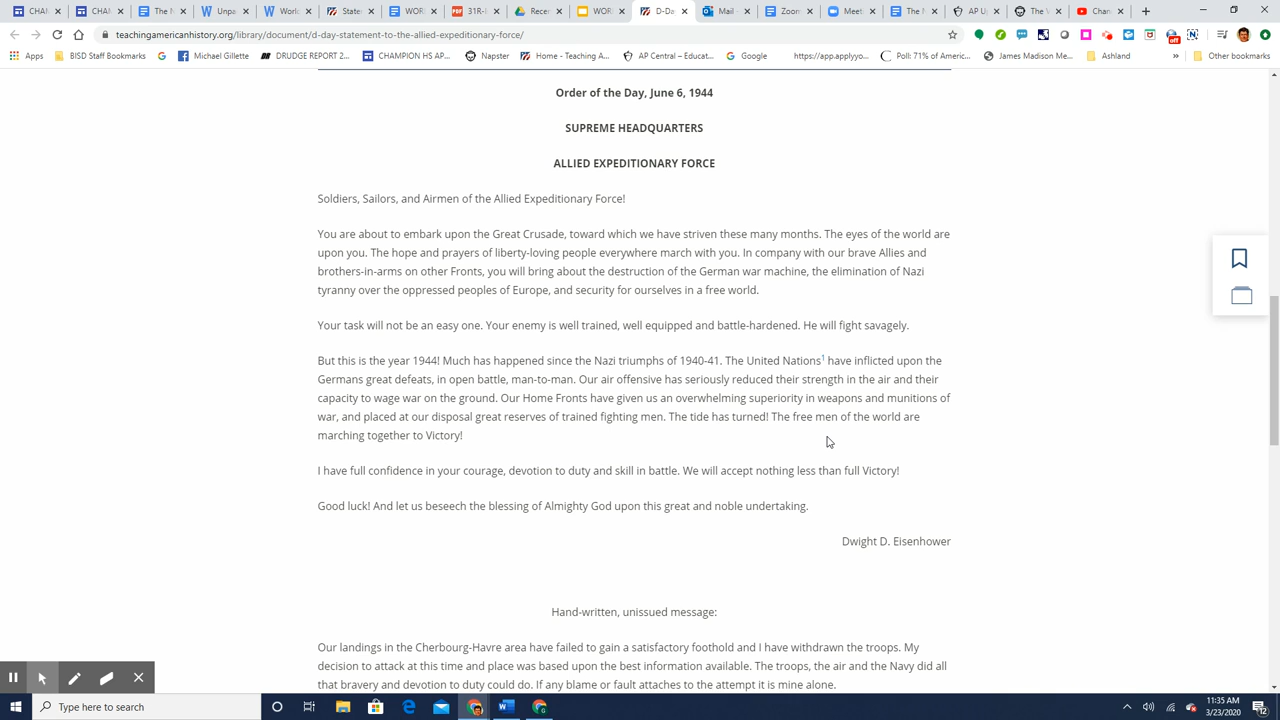 CHAM
CHAM
The M
Unpa
Works
State
WORL
31R-I
Recen
WORL
D-Day
Mail -
Zoom
Meeti
The M
AP Up
The V
Chan
teachingamericanhistory.org/library/document/d-day-statement-to-the-allied-expeditionary-force/
Apps
BISD Staff Bookmarks
Michael Gillette
DRUDGE REPORT 2...
CHAMPION HS AP...
Napster
Home - Teaching A...
AP Central – Educat...
Google
https://app.applyyo...
Poll: 71% of Americ...
James Madison Me...
Ashland
»
Other bookmarks
Order of the Day, June 6, 1944
SUPREME HEADQUARTERS
ALLIED EXPEDITIONARY FORCE
Soldiers, Sailors, and Airmen of the Allied Expeditionary Force!
You are about to embark upon the Great Crusade, toward which we have striven these many months. The eyes of the world are
upon you. The hope and prayers of liberty-loving people everywhere march with you. In company with our brave Allies and
brothers-in-arms on other Fronts, you will bring about the destruction of the German war machine, the elimination of Nazi
tyranny over the oppressed peoples of Europe, and security for ourselves in a free world.
Your task will not be an easy one. Your enemy is well trained, well equipped and battle-hardened. He will fight savagely.
But this is the year 1944! Much has happened since the Nazi triumphs of 1940-41. The United Nations¹ have inflicted upon the
Germans great defeats, in open battle, man-to-man. Our air offensive has seriously reduced their strength in the air and their
capacity to wage war on the ground. Our Home Fronts have given us an overwhelming superiority in weapons and munitions of
war, and placed at our disposal great reserves of trained fighting men. The tide has turned! The free men of the world are
marching together to Victory!
I have full confidence in your courage, devotion to duty and skill in battle. We will accept nothing less than full Victory!
Good luck! And let us beseech the blessing of Almighty God upon this great and noble undertaking.
Dwight D. Eisenhower
Hand-written, unissued message:
Our landings in the Cherbourg-Havre area have failed to gain a satisfactory foothold and I have withdrawn the troops. My
decision to attack at this time and place was based upon the best information available. The troops, the air and the Navy did all
that bravery and devotion to duty could do. If any blame or fault attaches to the attempt it is mine alone.
Type here to search
11:35 AM
3/23/2020